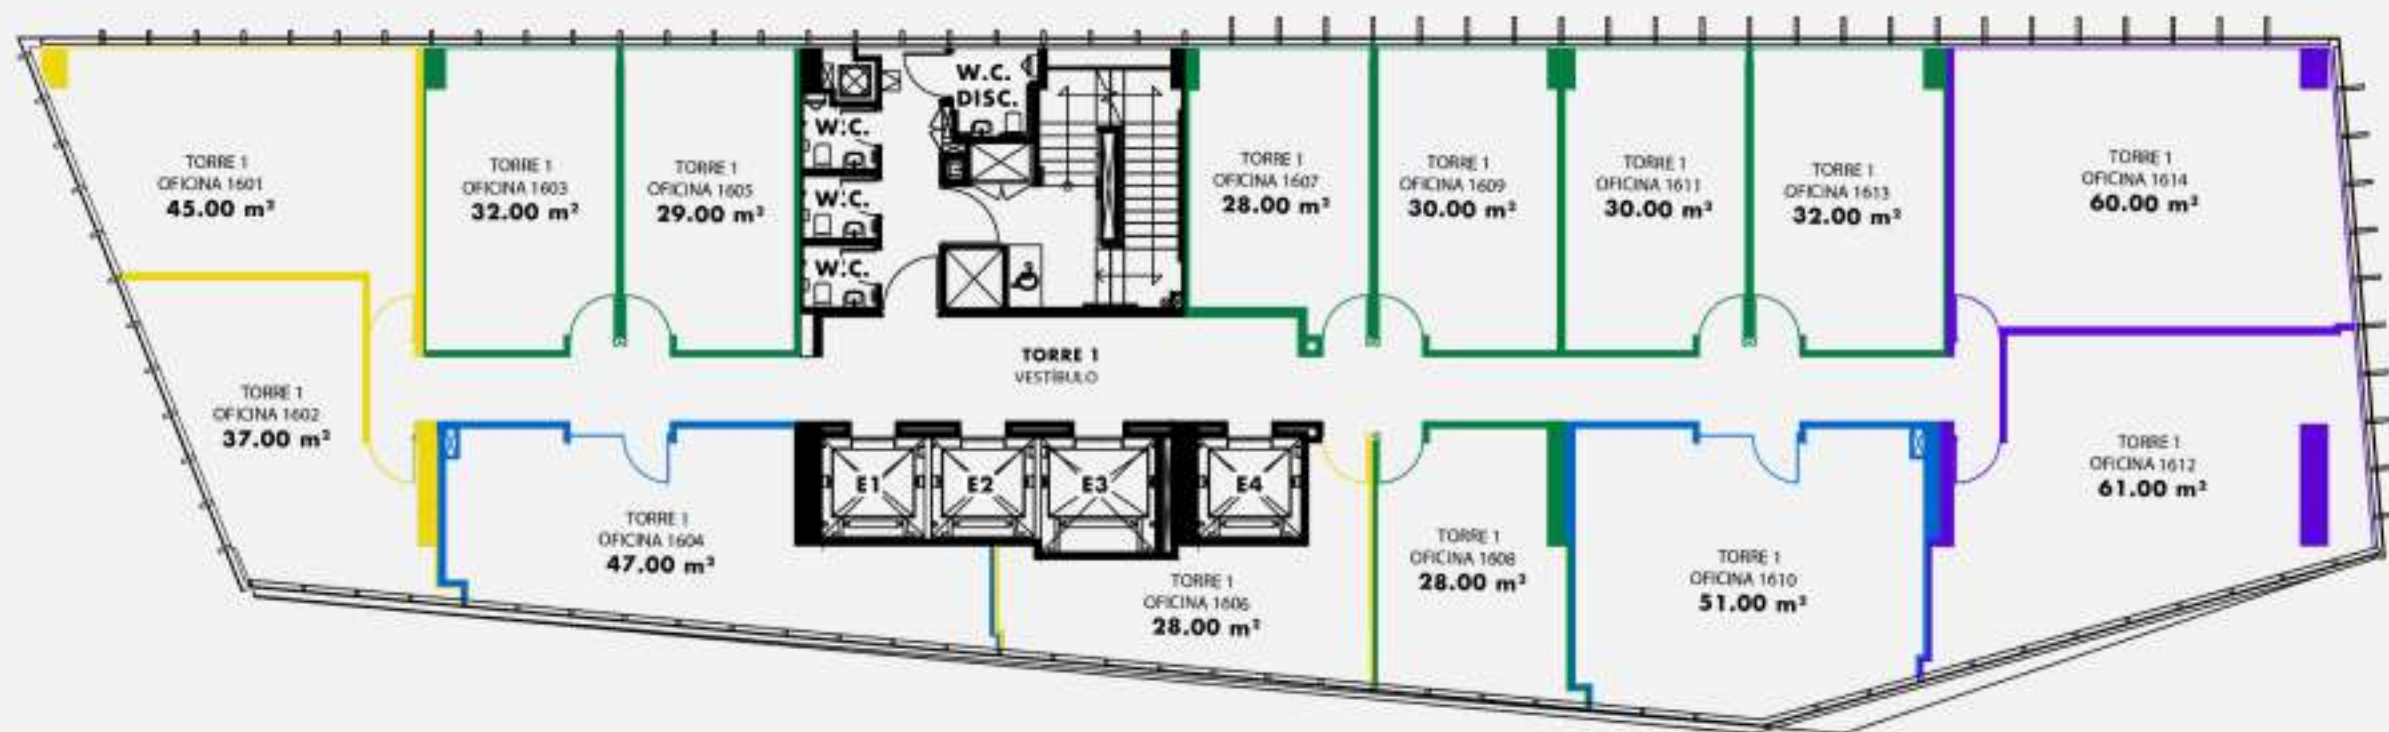 W.C.
DISC.
W.C.
W.C.
W.C.
TORRE 1
OFICINA 1601
45.00 m²
TORRE 1
OFICINA 1603
32.00 m²
TORRE 1
OFICINA 1605
29.00 m²
TORRE 1
OFICINA 1607
28.00 m²
TORRE 1
OFICINA 1609
30.00 m²
TORRE 1
OFICINA 1611
30.00 m²
TORRE 1
OFICINA 1613
32.00 m²
TORRE 1
OFICINA 1614
60.00 m²
TORRE 1
VESTÍBULO
TORRE 1
OFICINA 1602
37.00 m²
TORRE 1
OFICINA 1604
47.00 m²
E1
E2
E3
E4
TORRE 1
OFICINA 1606
28.00 m²
TORRE 1
OFICINA 1608
28.00 m²
TORRE 1
OFICINA 1610
51.00 m²
TORRE 1
OFICINA 1612
61.00 m²